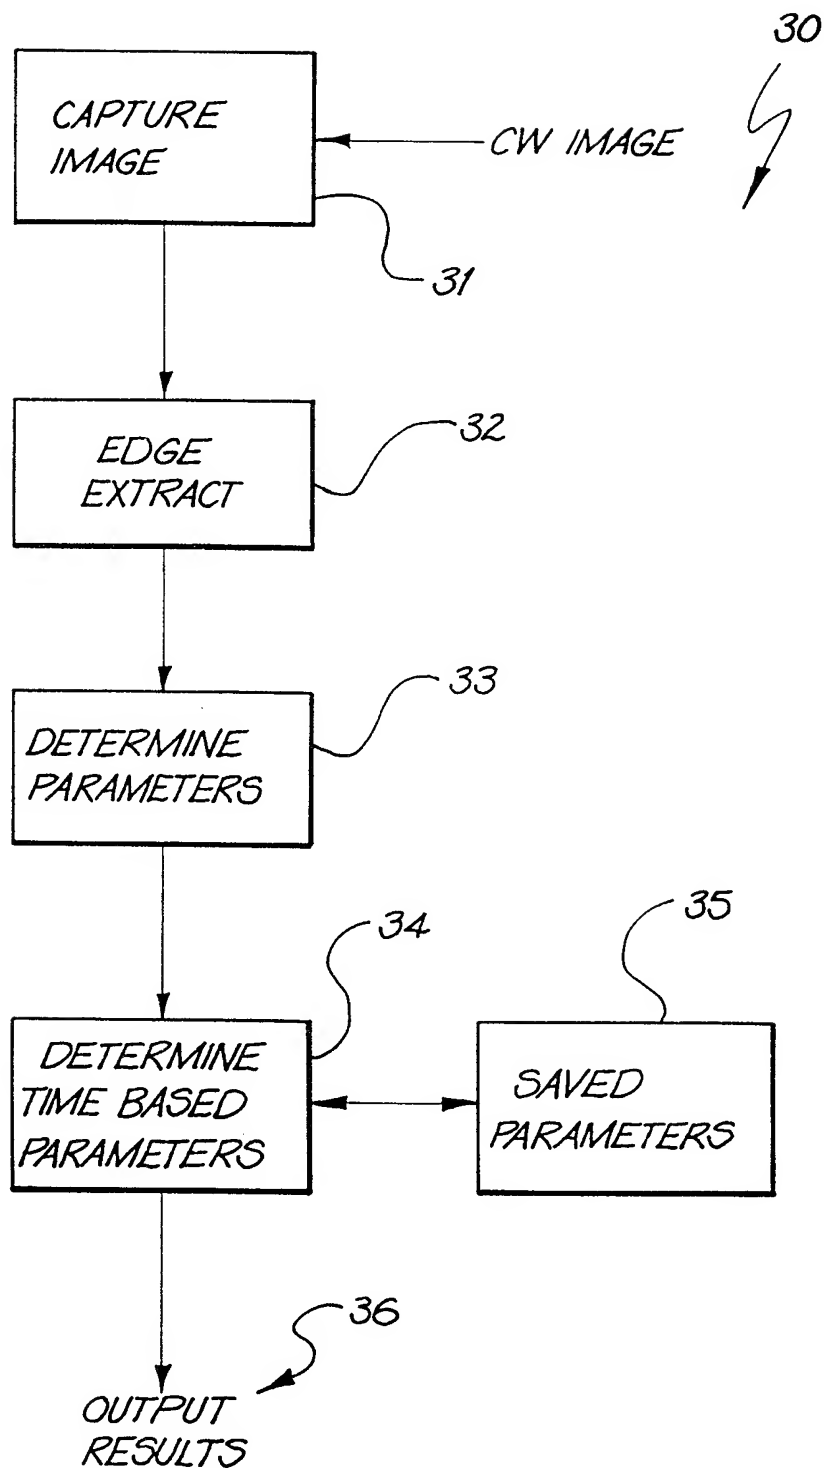 30
CAPTURE
IMAGE
CW IMAGE
31
EDGE
EXTRACT
32
DETERMINE
PARAMETERS
33
DETERMINE
TIME BASED
PARAMETERS
34
SAVED
PARAMETERS
35
36
OUTPUT
RESULTS